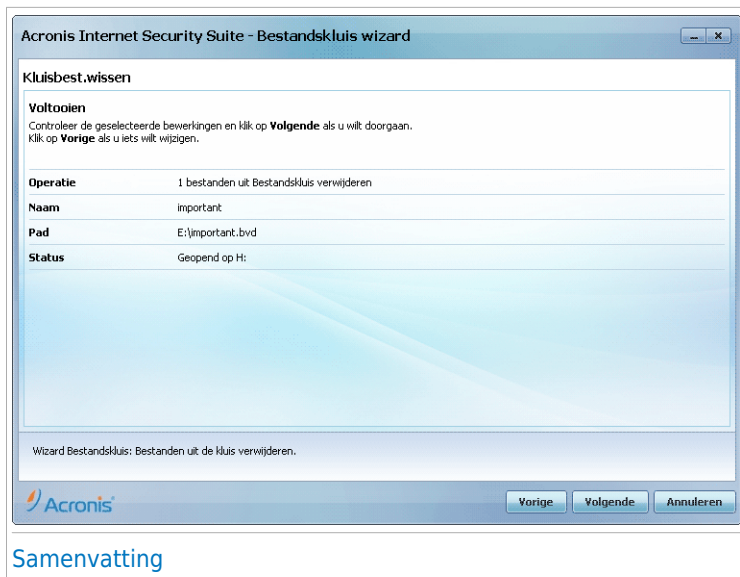 Acronis Internet Security Suite - Bestandskluis wizard
Kluisbest.wissen
Voltooien
Controleer de geselecteerde bewerkingen en klik op Volgende als u wilt doorgaan.
Klik op Vorige als u iets wilt wijzigen.
Operatie 1 bestanden uit Bestandskluis verwijderen
Naam important
Pad E:\important.bvd
Status Geopend op H:
Wizard Bestandskluis: Bestanden uit de kluis verwijderen.
Acronis
Vorige Volgende Annuleren
Samenvatting